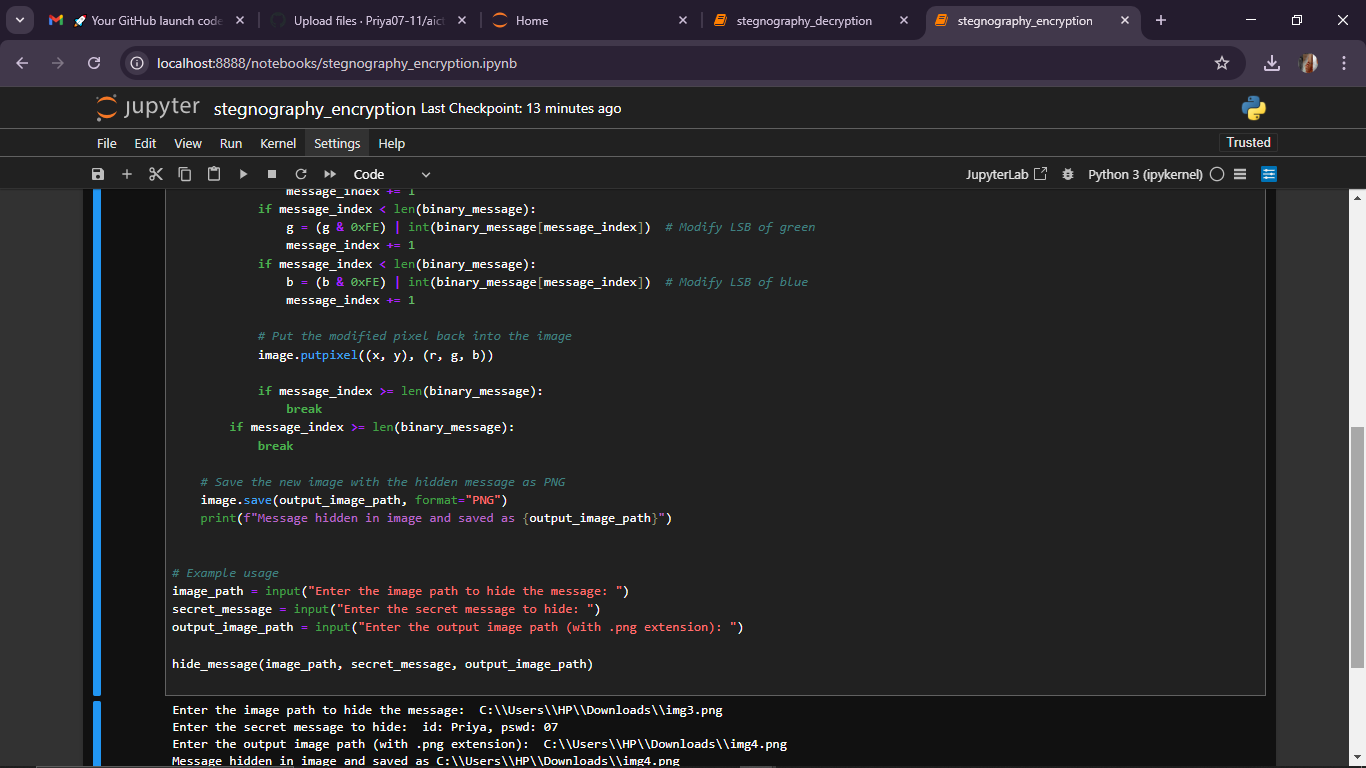 🚀 Your GitHub launch code
Upload files · Priya07-11/aict
Home
stegnography_decryption
stegnography_encryption
localhost:8888/notebooks/stegnography_encryption.ipynb
jupyter stegnography_encryption Last Checkpoint: 13 minutes ago
File Edit View Run Kernel Settings Help Trusted
Code JupyterLab Python 3 (ipykernel)
message_index += 1
if message_index < len(binary_message):
g = (g & 0xFE) | int(binary_message[message_index]) # Modify LSB of green
message_index += 1
if message_index < len(binary_message):
b = (b & 0xFE) | int(binary_message[message_index]) # Modify LSB of blue
message_index += 1
# Put the modified pixel back into the image
image.putpixel((x, y), (r, g, b))
if message_index >= len(binary_message):
break
if message_index >= len(binary_message):
break
# Save the new image with the hidden message as PNG
image.save(output_image_path, format="PNG")
print(f"Message hidden in image and saved as {output_image_path}")
# Example usage
image_path = input("Enter the image path to hide the message: ")
secret_message = input("Enter the secret message to hide: ")
output_image_path = input("Enter the output image path (with .png extension): ")
hide_message(image_path, secret_message, output_image_path)
Enter the image path to hide the message:  C:\\Users\\HP\\Downloads\\img3.png
Enter the secret message to hide:  id: Priya, pswd: 07
Enter the output image path (with .png extension):  C:\\Users\\HP\\Downloads\\img4.png
Message hidden in image and saved as C:\\Users\\HP\\Downloads\\img4.png